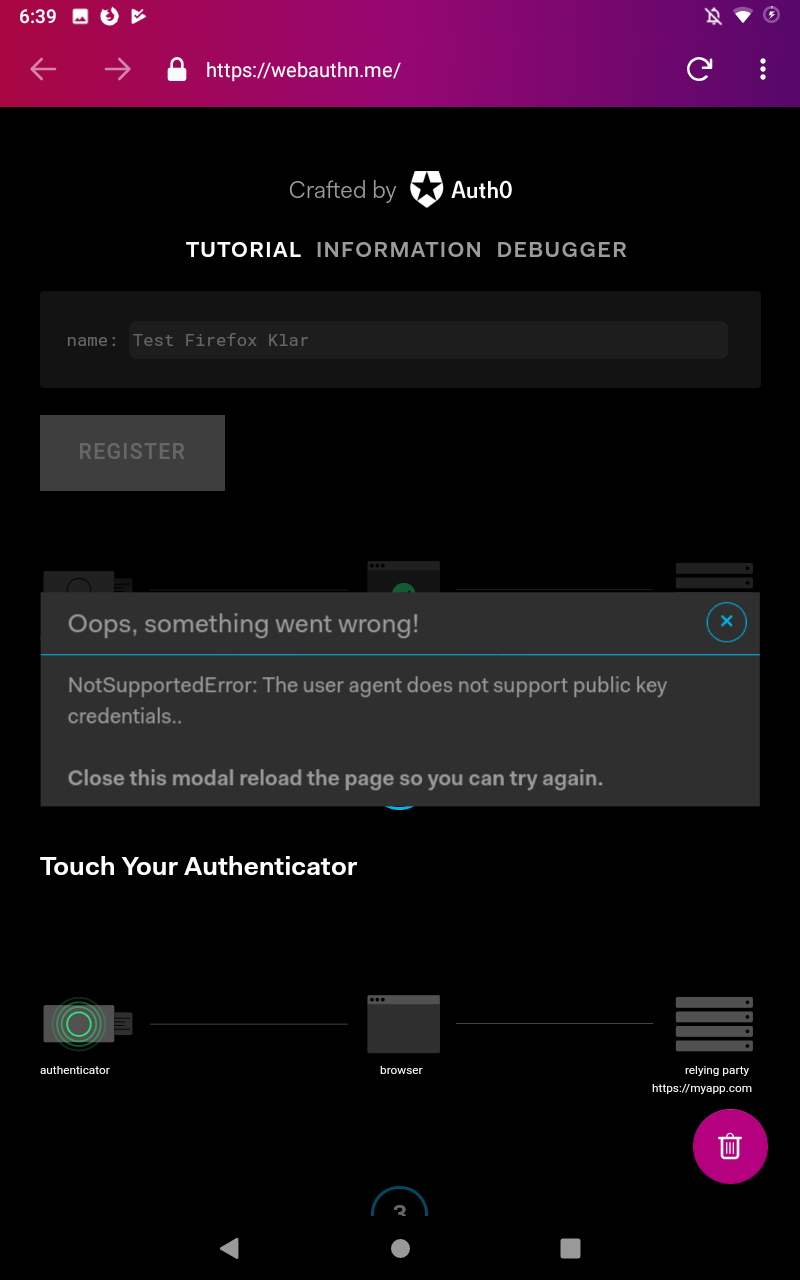 6:39
https://webauthn.me/
Crafted by Auth0
TUTORIAL INFORMATION DEBUGGER
name: Test Firefox Klar
REGISTER
Oops, something went wrong!
NotSupportedError: The user agent does not support public key
credentials..
Close this modal reload the page so you can try again.
Touch Your Authenticator
authenticator
browser
relying party
https://myapp.com
3